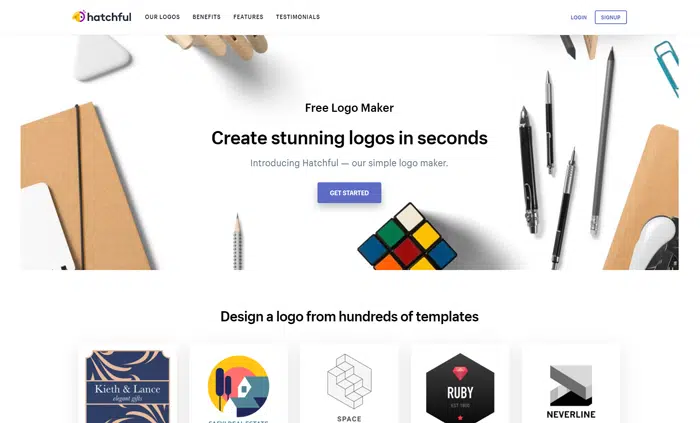 hatchful
OUR LOGOS
BENEFITS
FEATURES
TESTIMONIALS
LOGIN
SIGNUP
Free Logo Maker
Create stunning logos in seconds
Introducing Hatchful — our simple logo maker.
GET STARTED
Design a logo from hundreds of templates
Kieth & Lance
elegant gifts
SPACE
RUBY
EST 1800
NEVERLINE